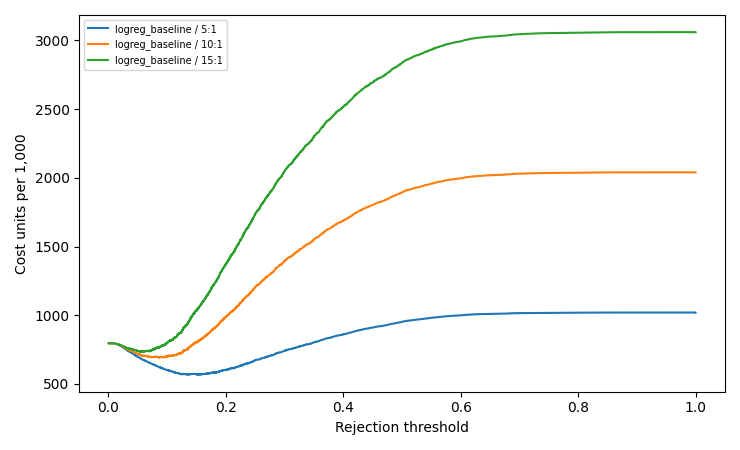 logreg_baseline / 5:1
logreg_baseline / 10:1
logreg_baseline / 15:1
Cost units per 1,000
3000
2500
2000
1500
1000
500
0.0 0.2 0.4 0.6 0.8 1.0
Rejection threshold